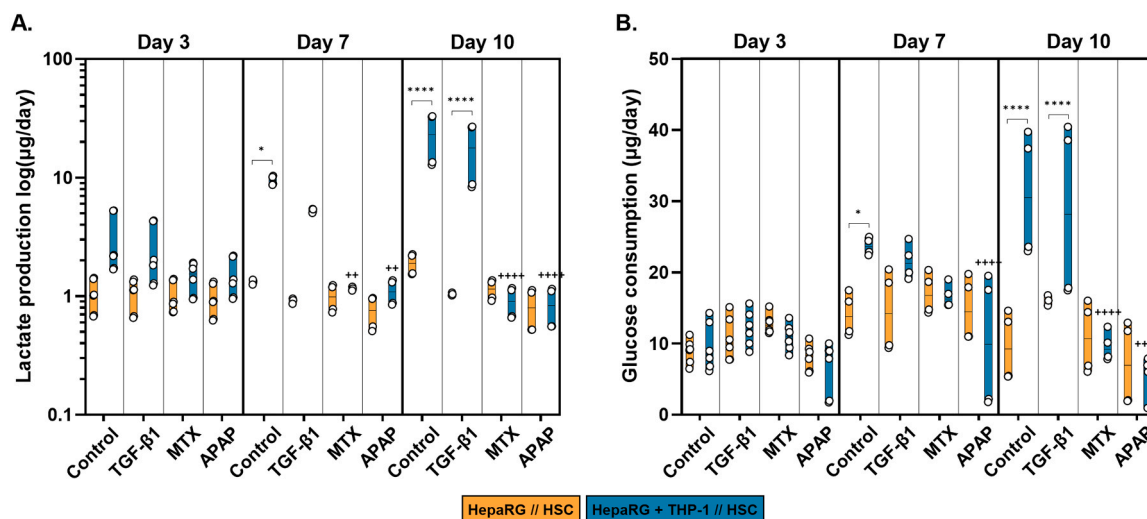 A.
Day 3 Day 7 Day 10
Lactate production log(µg/day)
100
10
1
0.1
* **** ****
++ ++ ++++ ++++
Control TGF-β1 MTX APAP Control TGF-β1 MTX APAP Control TGF-β1 MTX APAP
B.
Day 3 Day 7 Day 10
Glucose consumption (µg/day)
50
40
30
20
10
0
* **** ****
++++ ++++ ++
Control TGF-β1 MTX APAP Control TGF-β1 MTX APAP Control TGF-β1 MTX APAP
HepaRG // HSC HepaRG + THP-1 // HSC